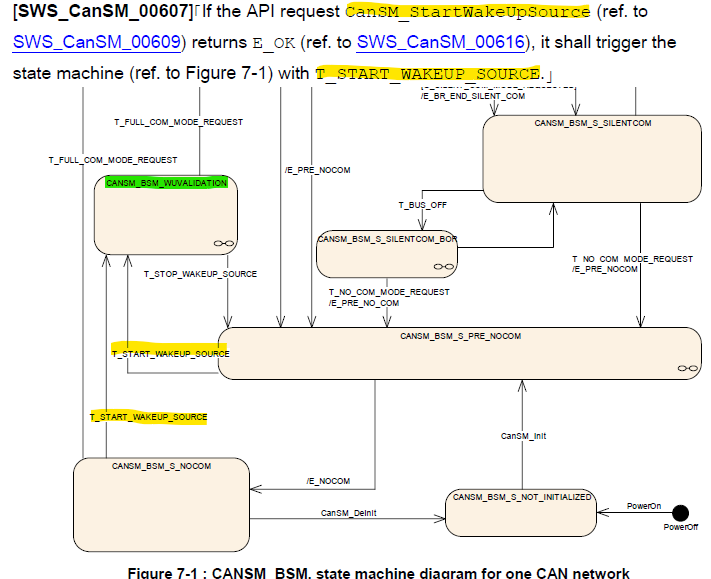 [SWS_CanSM_00607]⌈If the API request CanSM_StartWakeUpSource (ref. to
SWS_CanSM_00609) returns E_OK (ref. to SWS_CanSM_00616), it shall trigger the
state machine (ref. to Figure 7-1) with T_START_WAKEUP_SOURCE.⌋
/E_BR_END_SILENT_COM
T_FULL_COM_MODE_REQUEST
CANSM_BSM_S_SILENTCOM
T_FULL_COM_MODE_REQUEST
/E_PRE_NOCOM
CANSM_BSM_WUVALIDATION
T_BUS_OFF
CANSM_BSM_S_SILENTCOM_BOR
T_NO_COM_MODE_REQUEST
/E_PRE_NOCOM
T_STOP_WAKEUP_SOURCE
T_NO_COM_MODE_REQUEST
/E_PRE_NO_COM
CANSM_BSM_S_PRE_NOCOM
T_START_WAKEUP_SOURCE
T_START_WAKEUP_SOURCE
CanSM_Init
CANSM_BSM_S_NOCOM
/E_NOCOM
CANSM_BSM_S_NOT_INITIALIZED
PowerOn
CanSM_DeInit
PowerOff
Figure 7-1 : CANSM_BSM, state machine diagram for one CAN network